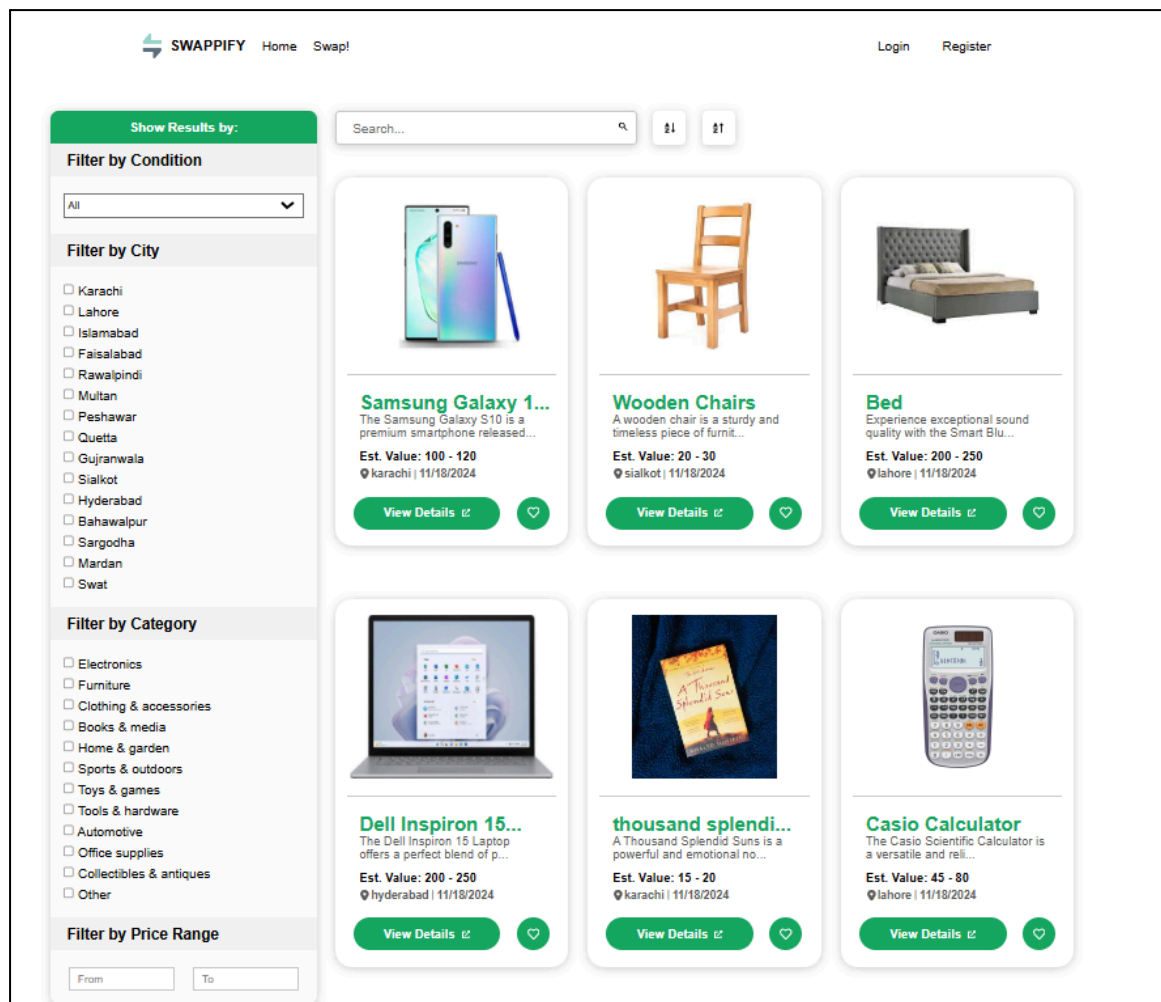 SWAPPIFY Home Swap! Login Register
Show Results by:
Filter by Condition
All
Filter by City
Karachi
Lahore
Islamabad
Faisalabad
Rawalpindi
Multan
Peshawar
Quetta
Gujranwala
Sialkot
Hyderabad
Bahawalpur
Sargodha
Mardan
Swat
Filter by Category
Electronics
Furniture
Clothing & accessories
Books & media
Home & garden
Sports & outdoors
Toys & games
Tools & hardware
Automotive
Office supplies
Collectibles & antiques
Other
Filter by Price Range
From To
Search...
SAMSUNG
Samsung Galaxy 1...
The Samsung Galaxy S10 is a
premium smartphone released...
Est. Value: 100 - 120
karachi | 11/18/2024
View Details
Wooden Chairs
A wooden chair is a sturdy and
timeless piece of furnit...
Est. Value: 20 - 30
sialkot | 11/18/2024
View Details
Bed
Experience exceptional sound
quality with the Smart Blu...
Est. Value: 200 - 250
lahore | 11/18/2024
View Details
Dell Inspiron 15...
The Dell Inspiron 15 Laptop
offers a perfect blend of p...
Est. Value: 200 - 250
hyderabad | 11/18/2024
View Details
A Thousand
Splendid Suns
thousand splendi...
A Thousand Splendid Suns is a
powerful and emotional no...
Est. Value: 15 - 20
karachi | 11/18/2024
View Details
CASIO
Casio Calculator
The Casio Scientific Calculator is
a versatile and reli...
Est. Value: 45 - 80
lahore | 11/18/2024
View Details